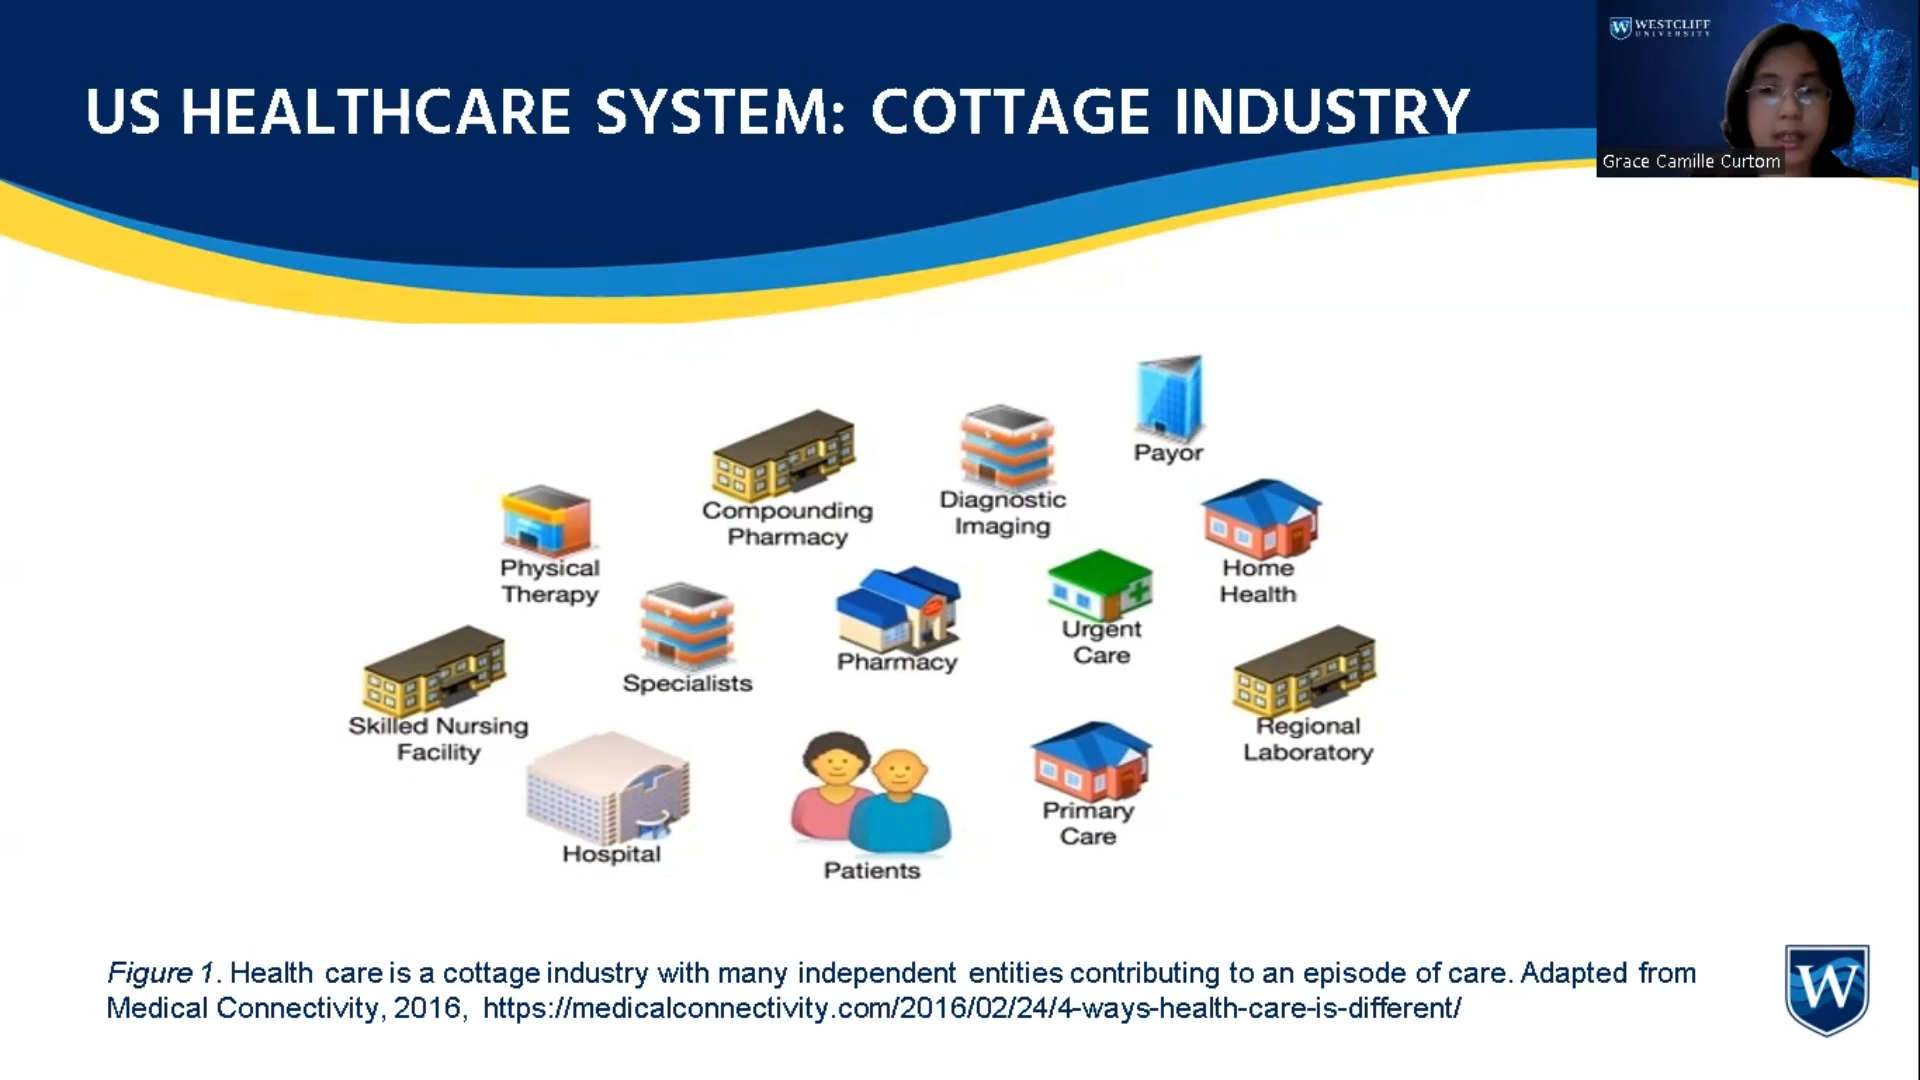 US HEALTHCARE SYSTEM: COTTAGE INDUSTRY
WESTCLIFF
UNIVERSITY
Grace Camille Curtom
Payor
Compounding
Pharmacy
Diagnostic
Imaging
Physical
Therapy
Home
Health
Specialists
Pharmacy
Urgent
Care
Skilled Nursing
Facility
Regional
Laboratory
Hospital
Patients
Primary
Care
Figure 1. Health care is a cottage industry with many independent entities contributing to an episode of care. Adapted from
Medical Connectivity, 2016, https://medicalconnectivity.com/2016/02/24/4-ways-health-care-is-different/
W